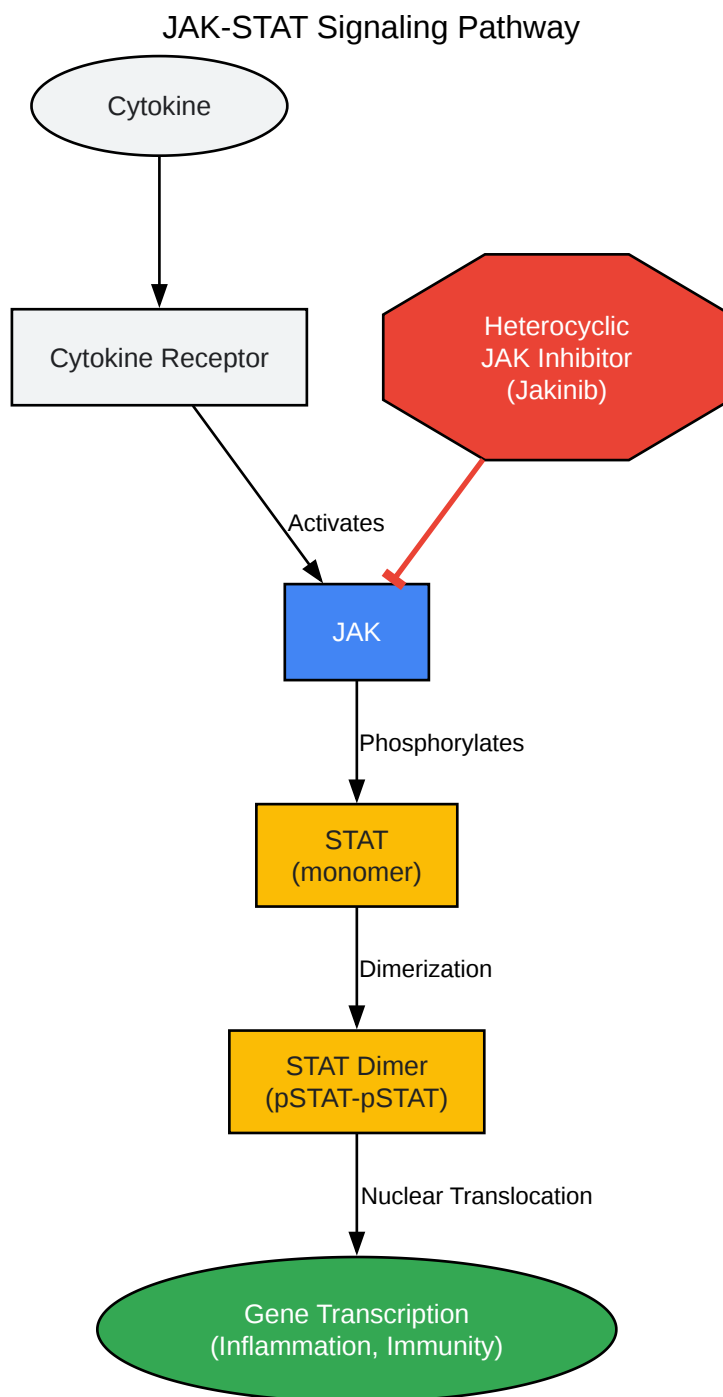 JAK-STAT Signaling Pathway
Cytokine
Cytokine Receptor
Heterocyclic
JAK Inhibitor
(Jakinib)
Activates
JAK
Phosphorylates
STAT
(monomer)
Dimerization
STAT Dimer
(pSTAT-pSTAT)
Nuclear Translocation
Gene Transcription
(Inflammation, Immunity)